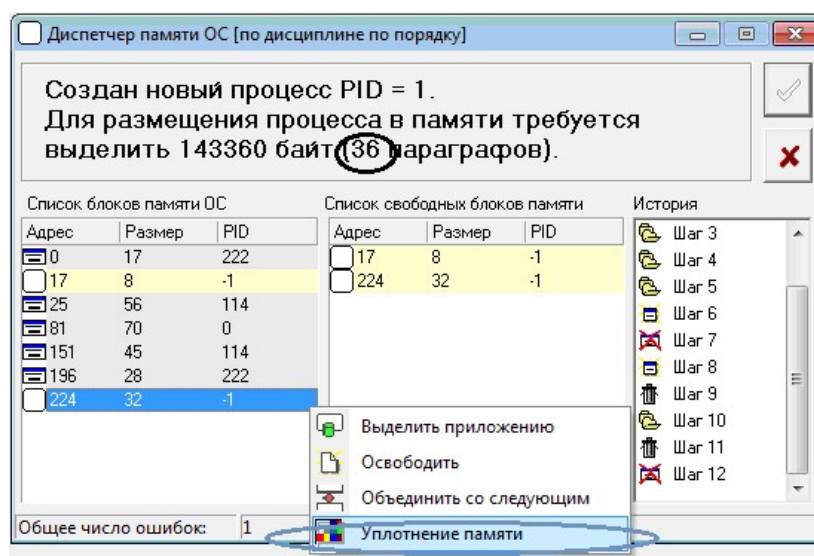 Диспетчер памяти ОС [по дисциплине по порядку]
Создан новый процесс PID = 1.
Для размещения процесса в памяти требуется
выделить 143360 байт (36 параграфов).
Список блоков памяти ОС
Адрес Размер PID
0 17 222
17 8 -1
25 56 114
81 70 0
151 45 114
196 28 222
224 32 -1
Список свободных блоков памяти
Адрес Размер PID
17 8 -1
224 32 -1
История
Шаг 3
Шаг 4
Шаг 5
Шаг 6
Шаг 7
Шаг 8
Шаг 9
Шаг 10
Шаг 11
Шаг 12
Выделить приложению
Освободить
Объединить со следующим
Уплотнение памяти
Общее число ошибок: 1